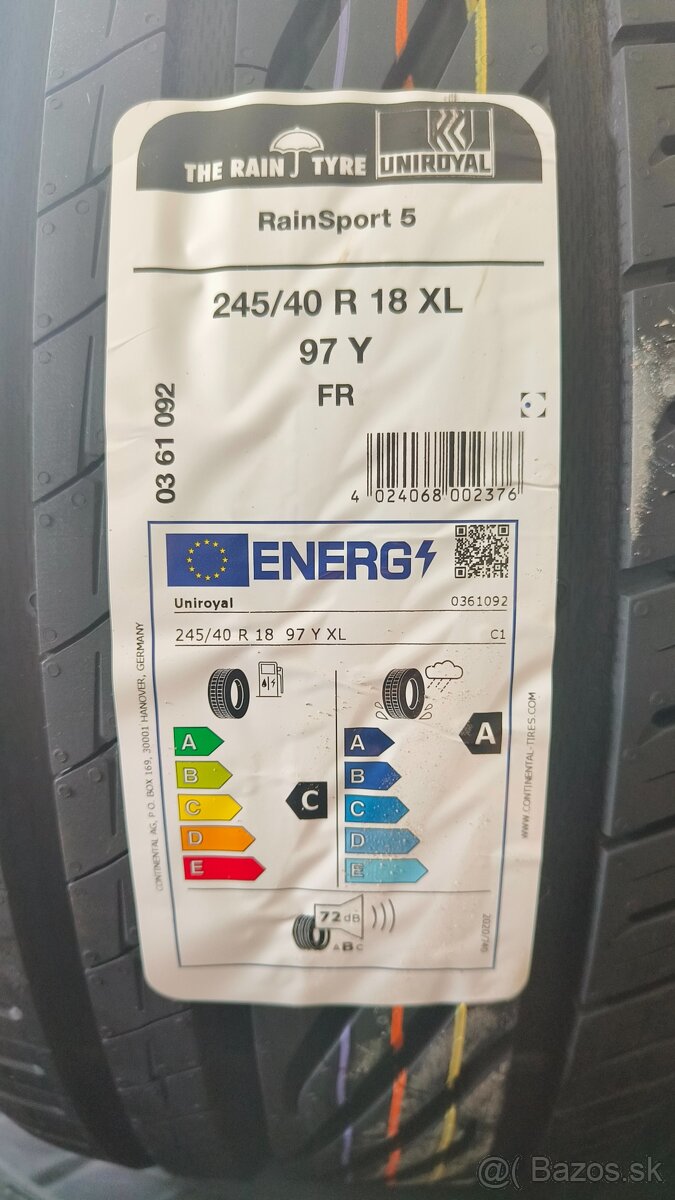 THE RAIN TYRE UNIROYAL
RainSport 5
245/40 R 18 XL
97 Y
FR
03 61 092
4 024068 002376
ENERG
Uniroyal 0361092
245/40 R 18 97 Y XL C1
A
B
C
D
E
C
A
B
C
D
E
A
72 dB
ABC
2020/740
CONTINENTAL AG, P.O. BOX 169, 30001 HANOVER, GERMANY
WWW.CONTINENTAL-TIRES.COM
@( Bazos.sk